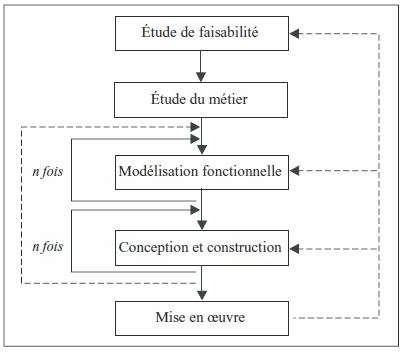 Étude de faisabilité
Étude du métier
n fois
Modélisation fonctionnelle
n fois
Conception et construction
Mise en œuvre